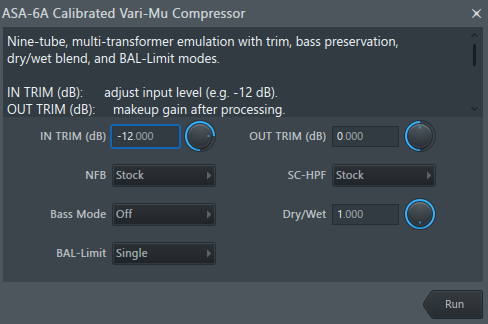 ASA-6A Calibrated Vari-Mu Compressor
Nine-tube, multi-transformer emulation with trim, bass preservation,
dry/wet blend, and BAL-Limit modes.
IN TRIM (dB): adjust input level (e.g. -12 dB).
OUT TRIM (dB): makeup gain after processing.
IN TRIM (dB) -12.000 OUT TRIM (dB) 0.000
NFB Stock SC-HPF Stock
Bass Mode Off Dry/Wet 1.000
BAL-Limit Single
Run